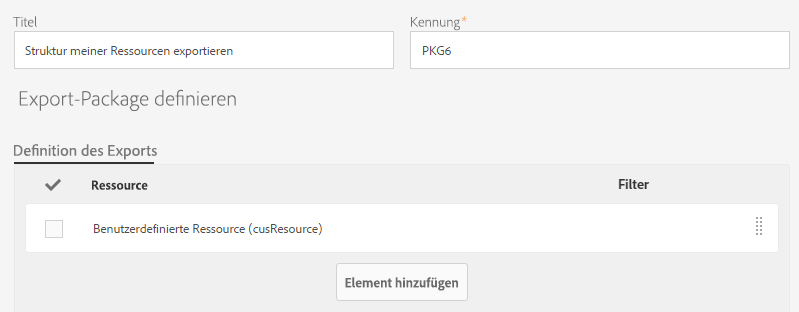 Titel
Kennung*
Struktur meiner Ressourcen exportieren
PKG6
Export-Package definieren
Definition des Exports
Ressource
Filter
Benutzerdefinierte Ressource (cusResource)
Element hinzufügen